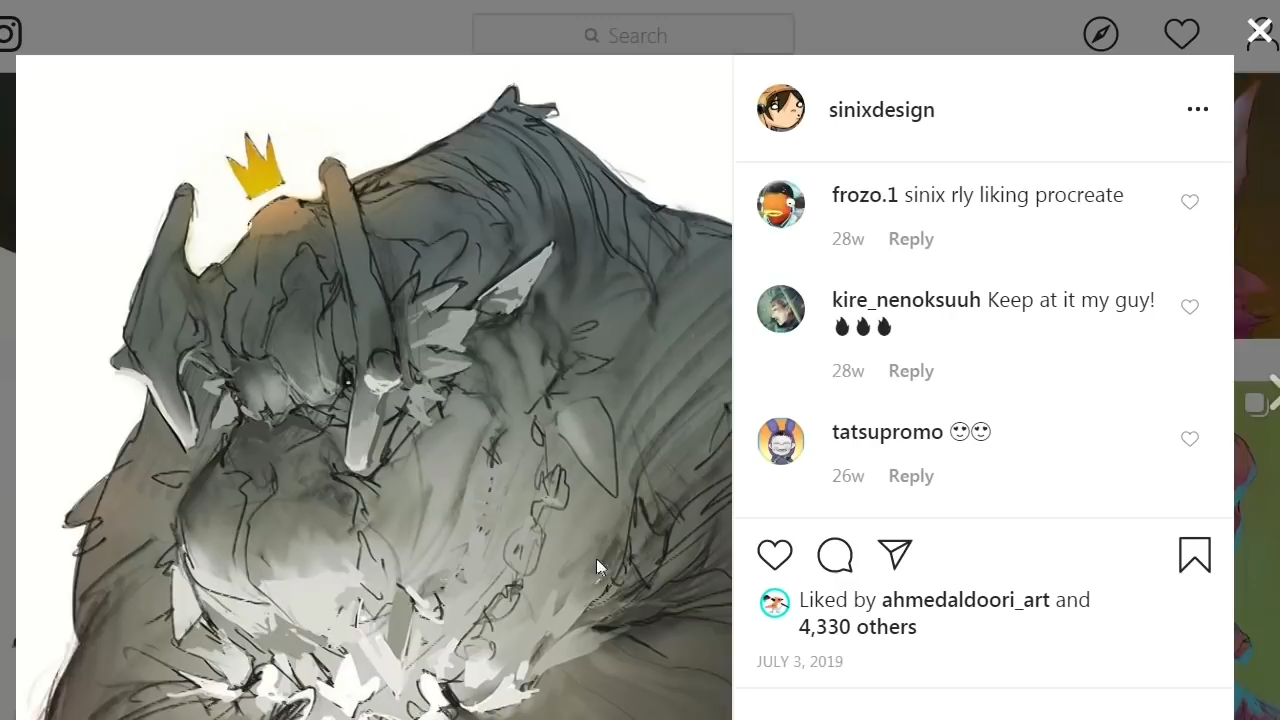 Search
sinixdesign
frozo.1 sinix rly liking procreate
28w Reply
kire_nenoksuuh Keep at it my guy!
🔥🔥🔥
28w Reply
tatsupromo 😍😍
26w Reply
Liked by ahmedaldoori_art and
4,330 others
JULY 3, 2019